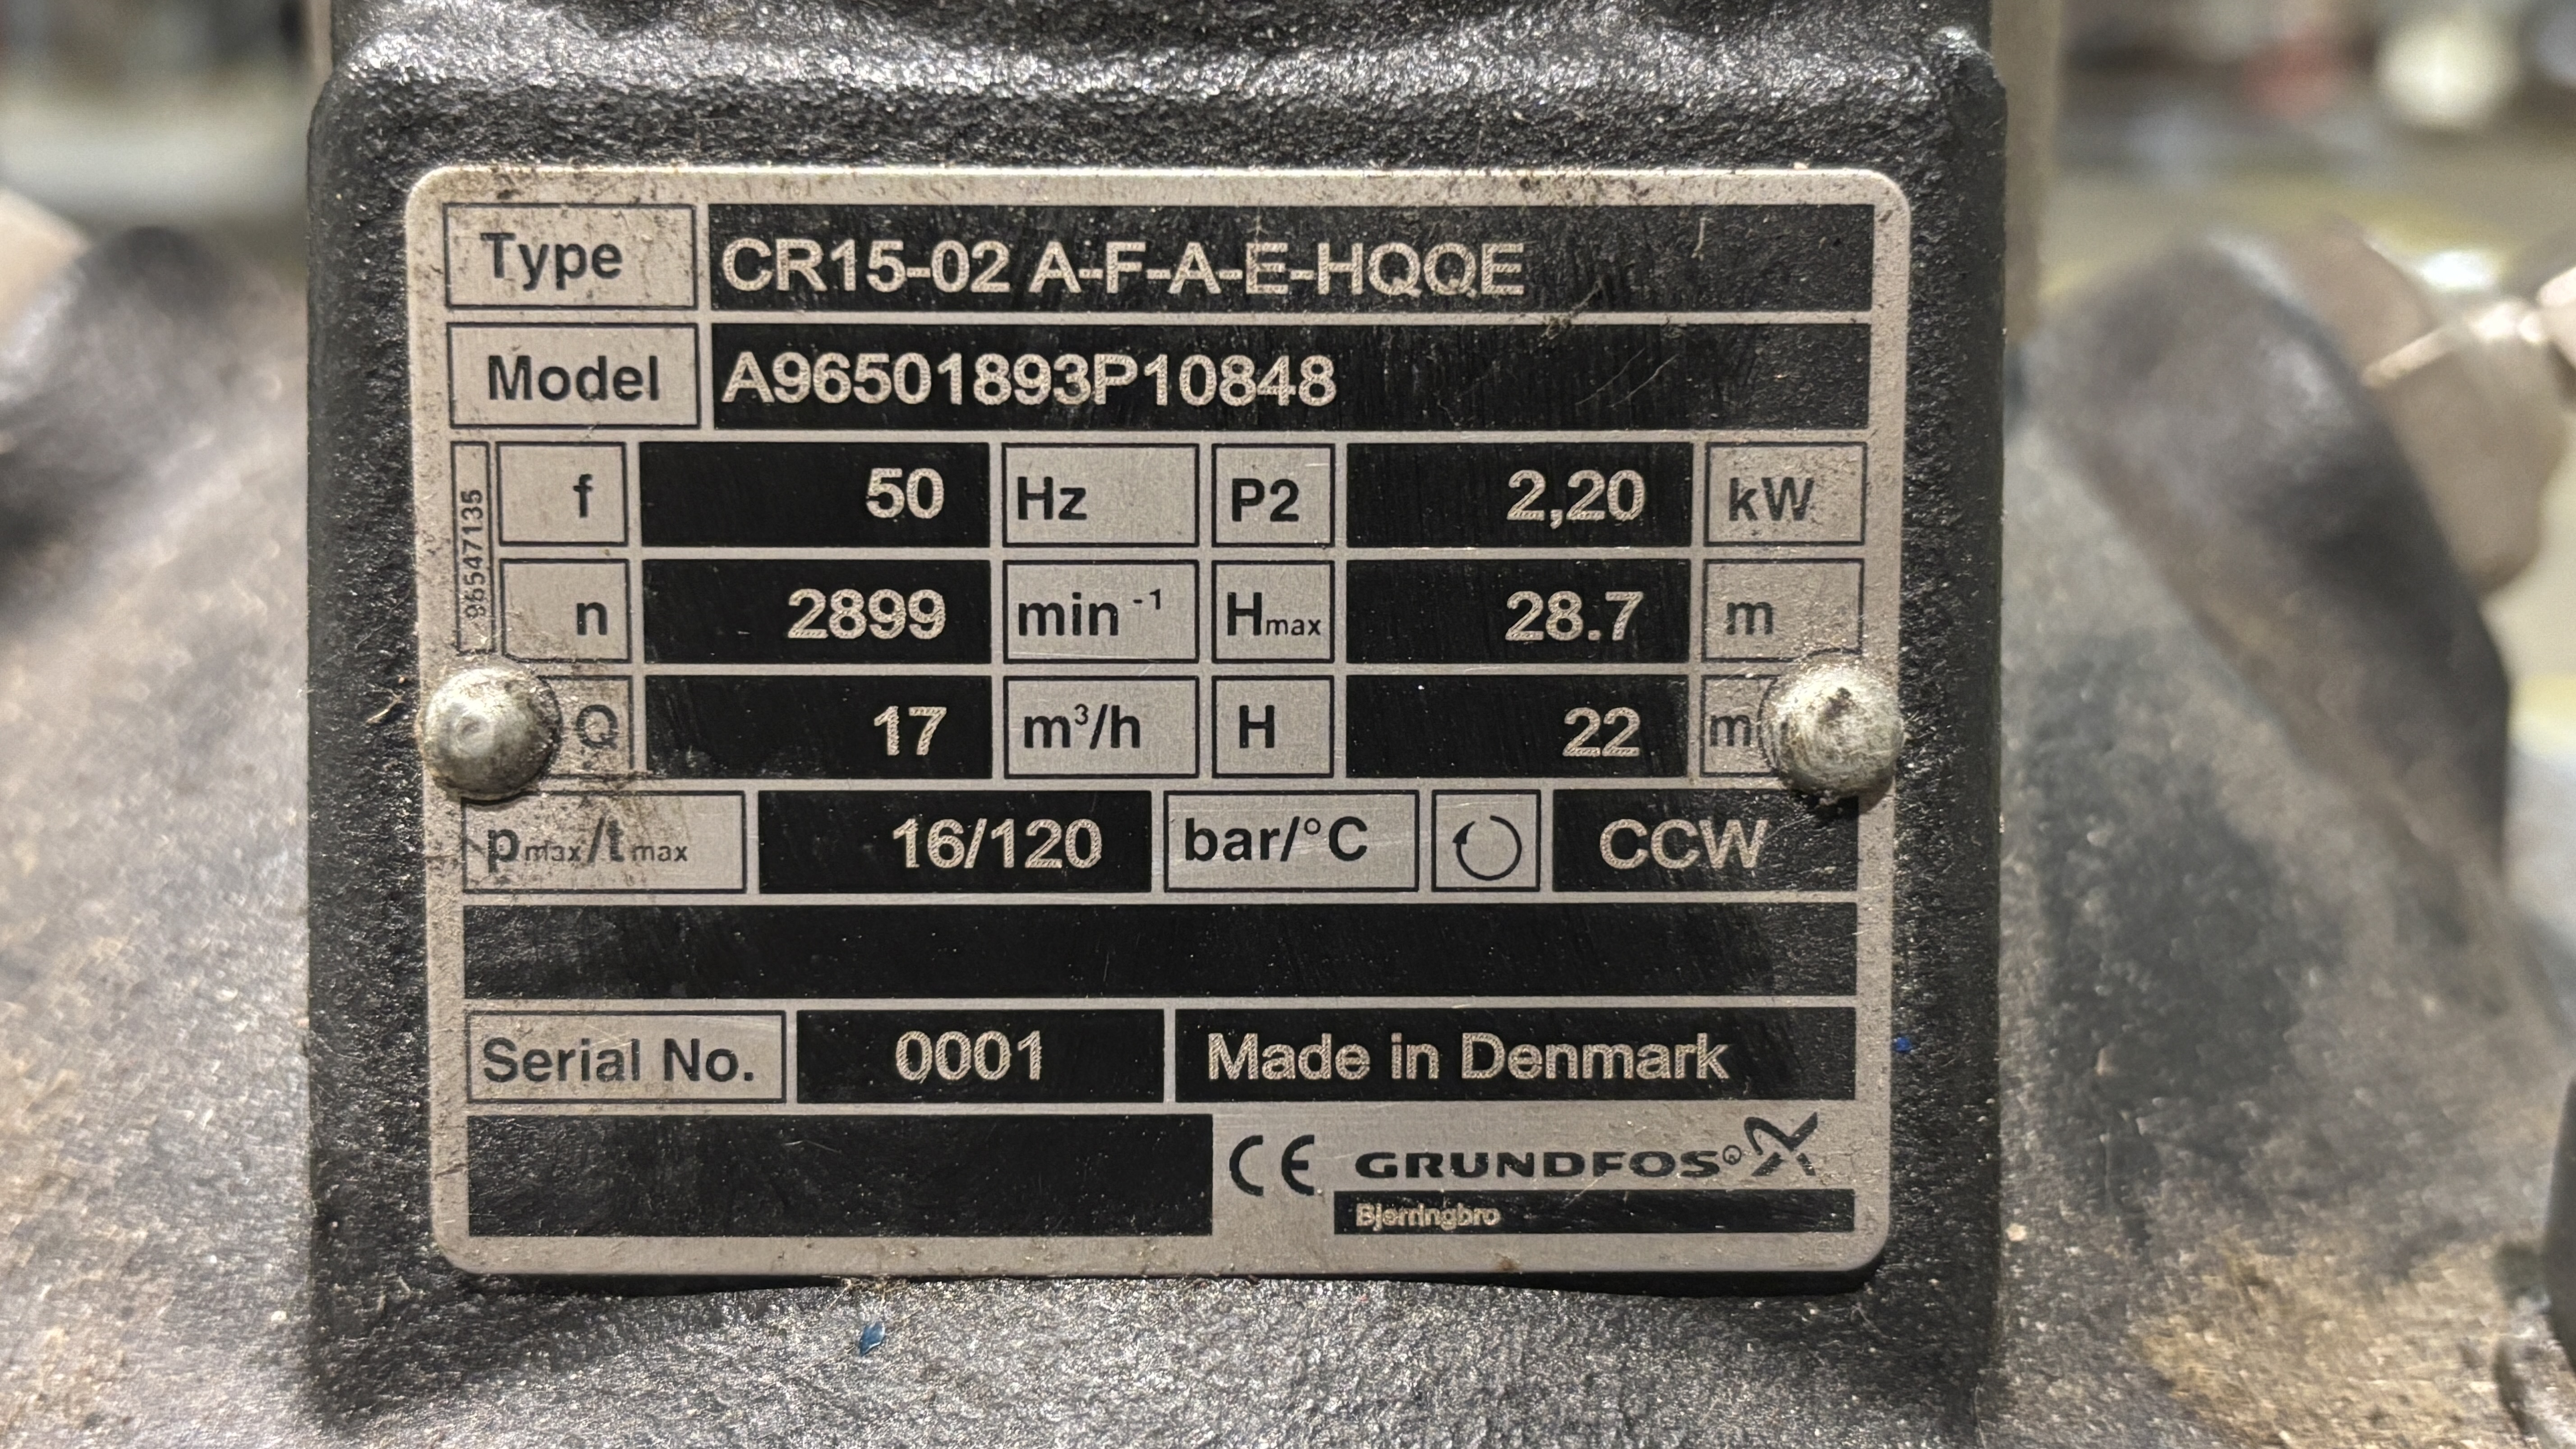 Type CR15-02 A-F-A-E-HQQE
Model A96501893P10848
96547135
f 50 Hz P2 2,20 kW
n 2899 min⁻¹ Hmax 28.7 m
Q 17 m³/h H 22 m
pmax/tmax 16/120 bar/°C CCW
Serial No. 0001 Made in Denmark
CE GRUNDFOS
Bjerringbro